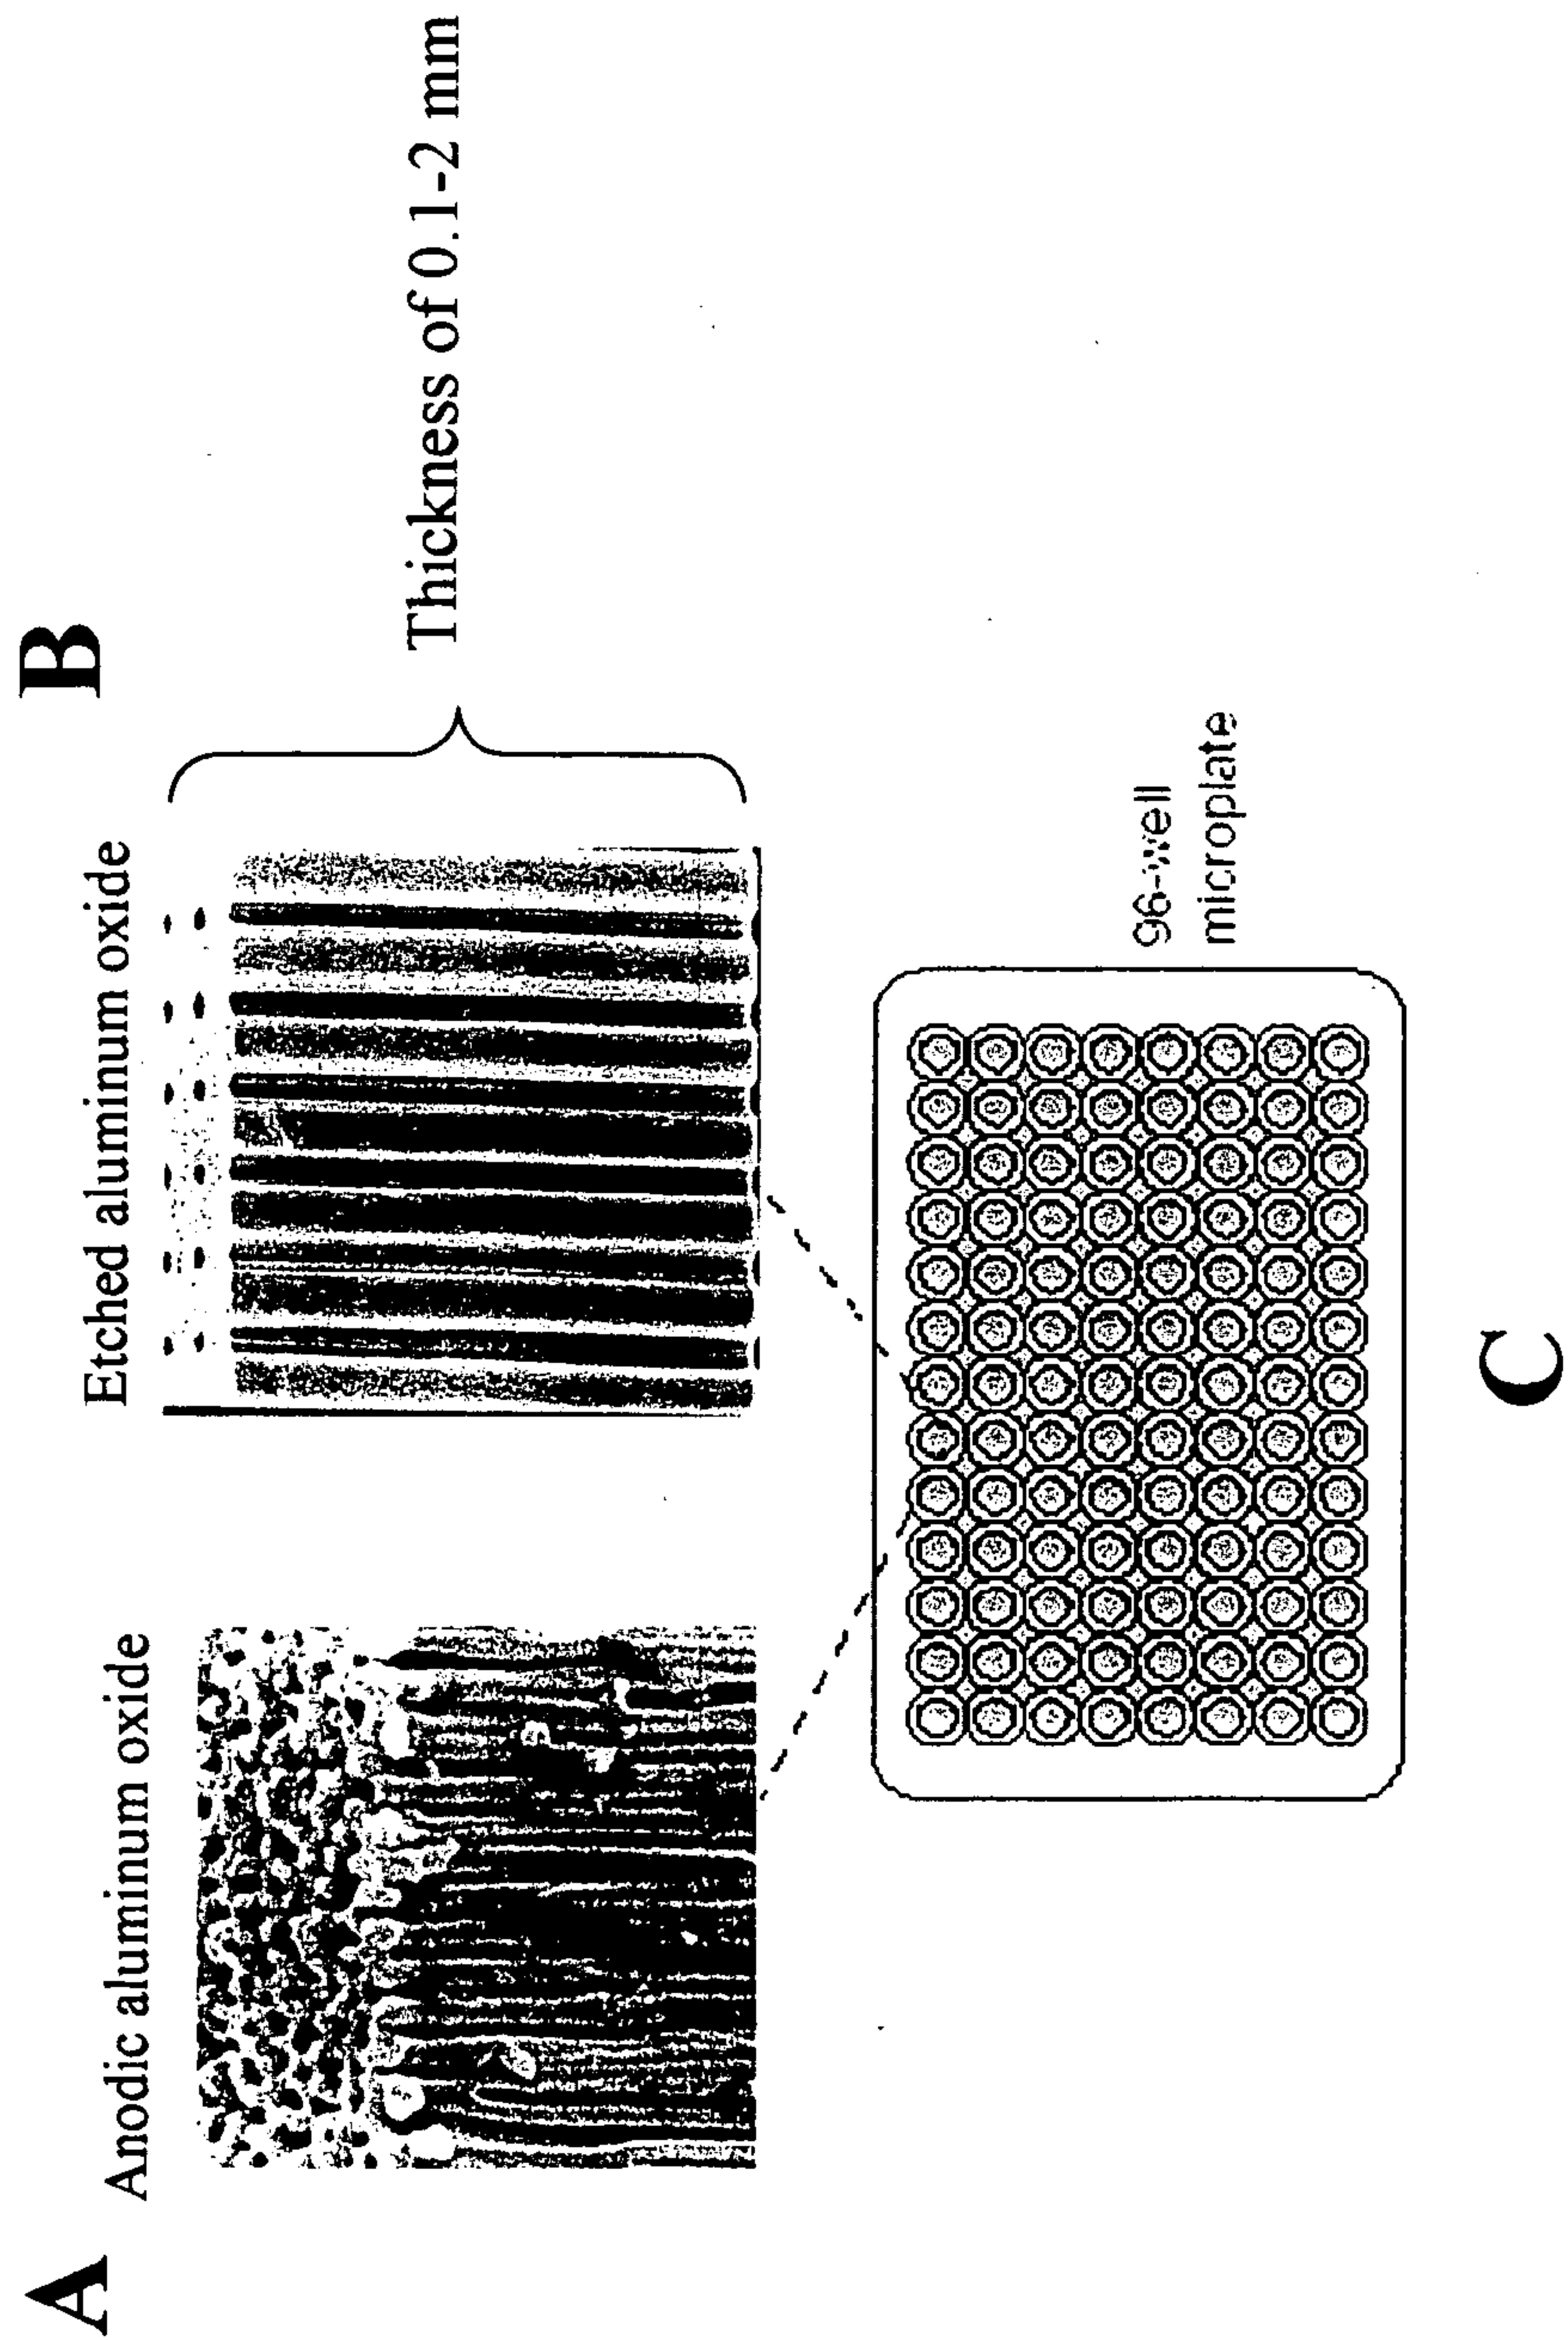 A
Anodic aluminum oxide
Etched aluminum oxide
B
Thickness of 0.1-2 mm
96-well
microplate
C